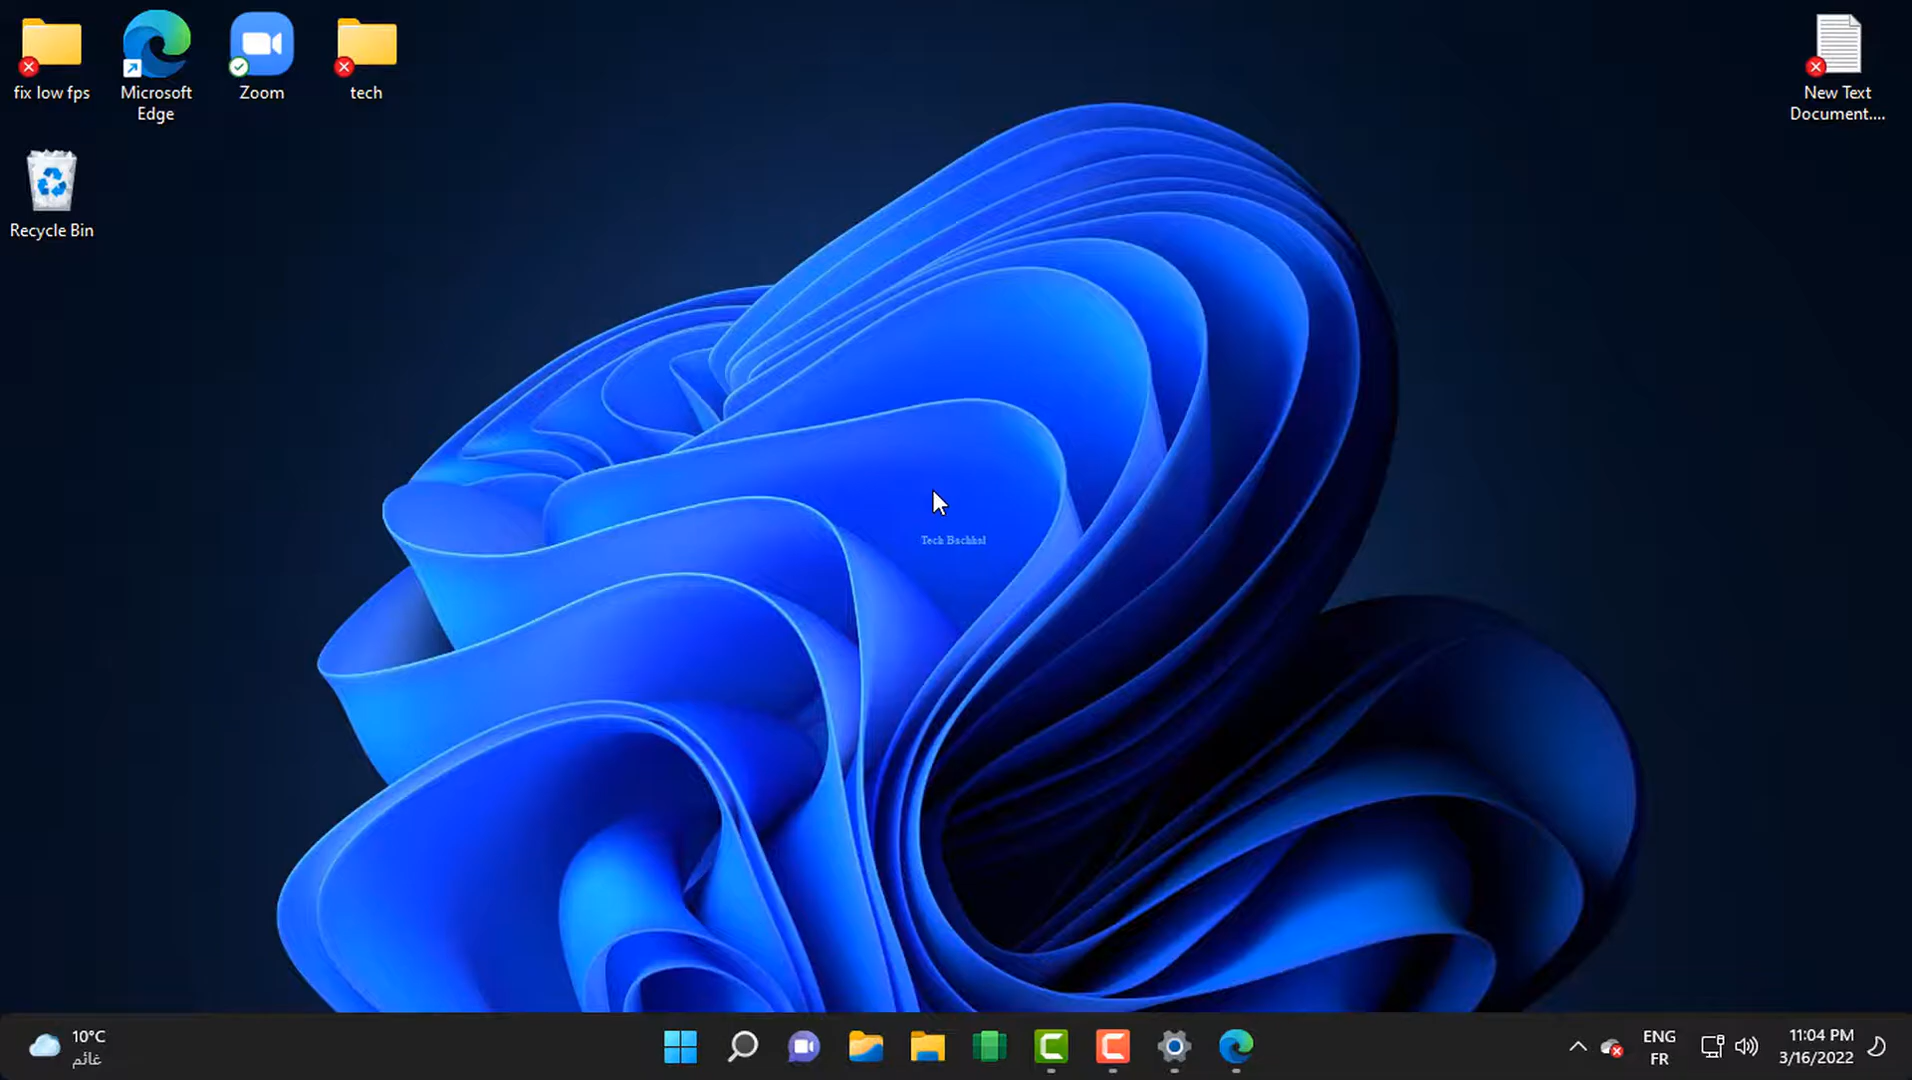 fix low fps
Microsoft
Edge
Zoom
tech
New Text
Document....
Recycle Bin
Tech Bachhal
10°C
غائم
ENG
FR
11:04 PM
3/16/2022